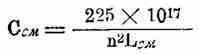 Cсм = 225 × 10¹⁷ / n²Lсм